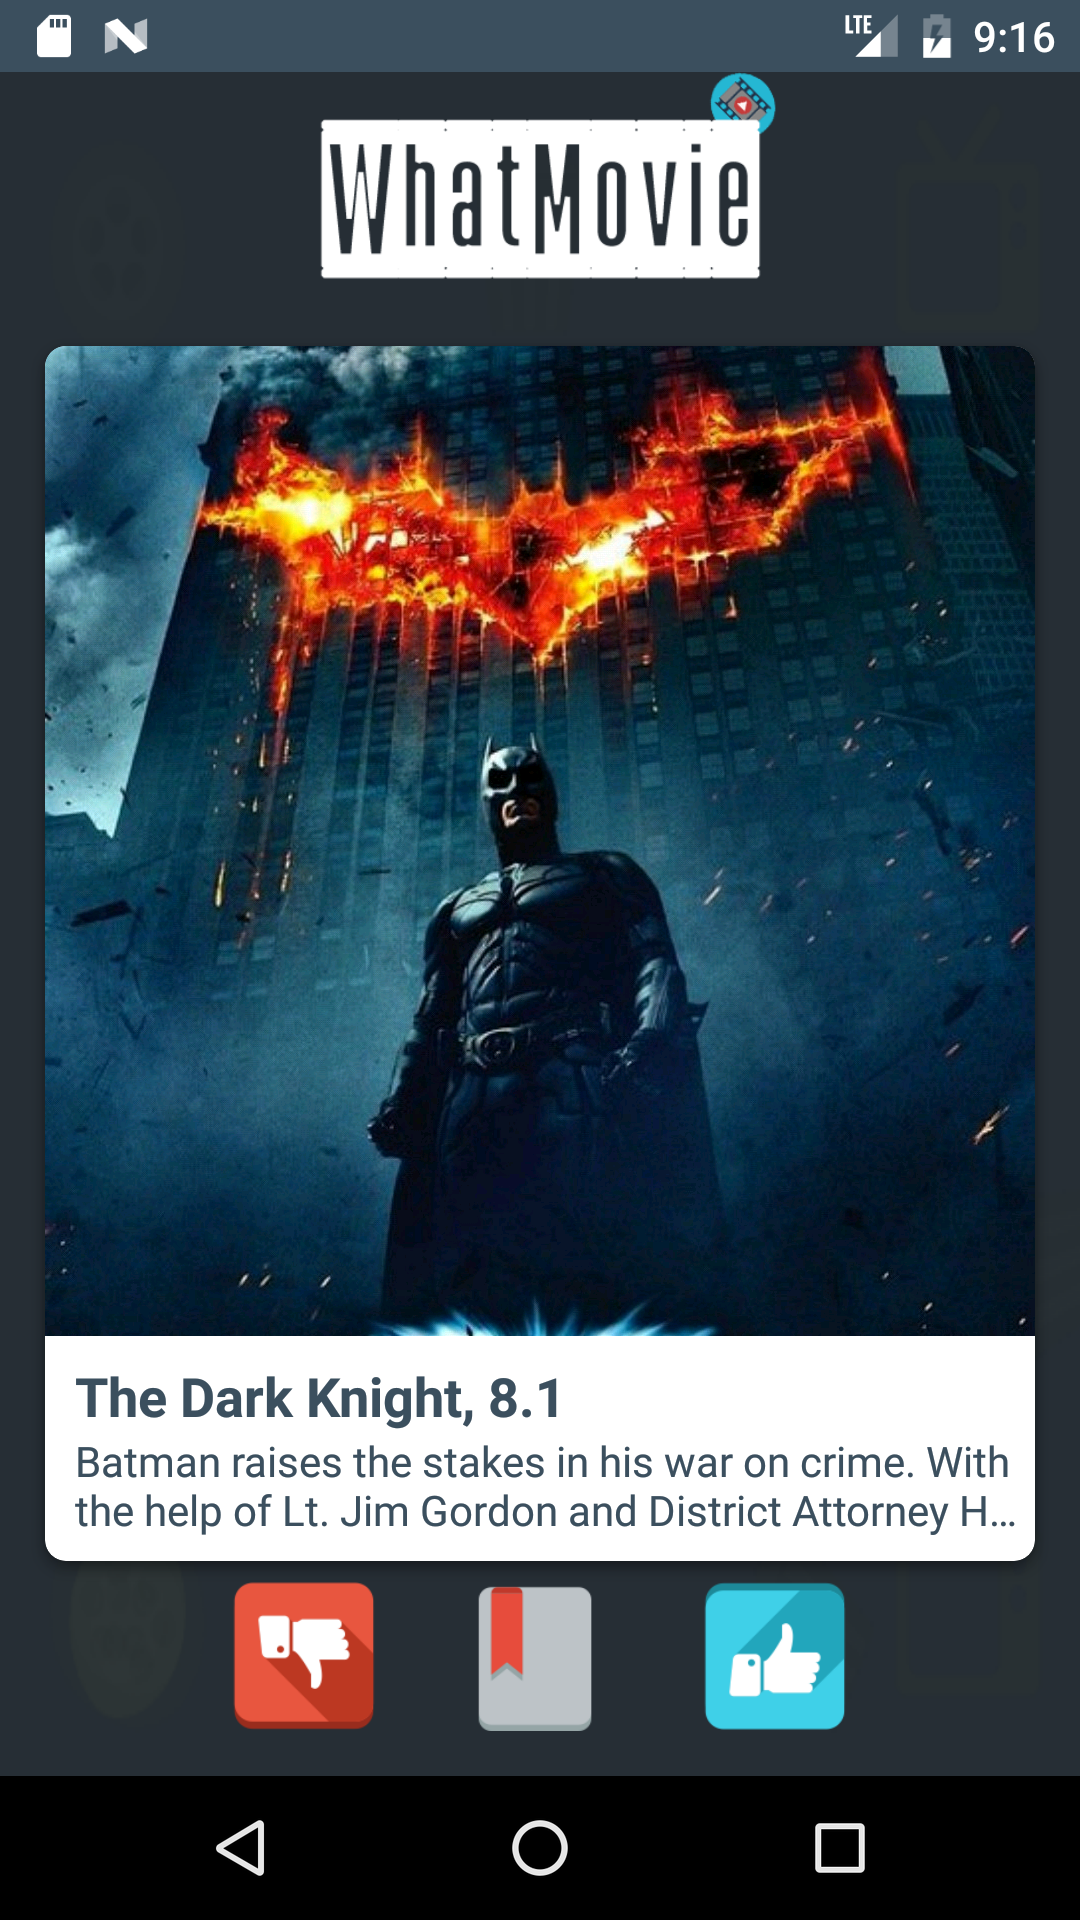 LTE 9:16
WhatMovie
The Dark Knight, 8.1
Batman raises the stakes in his war on crime. With
the help of Lt. Jim Gordon and District Attorney H...